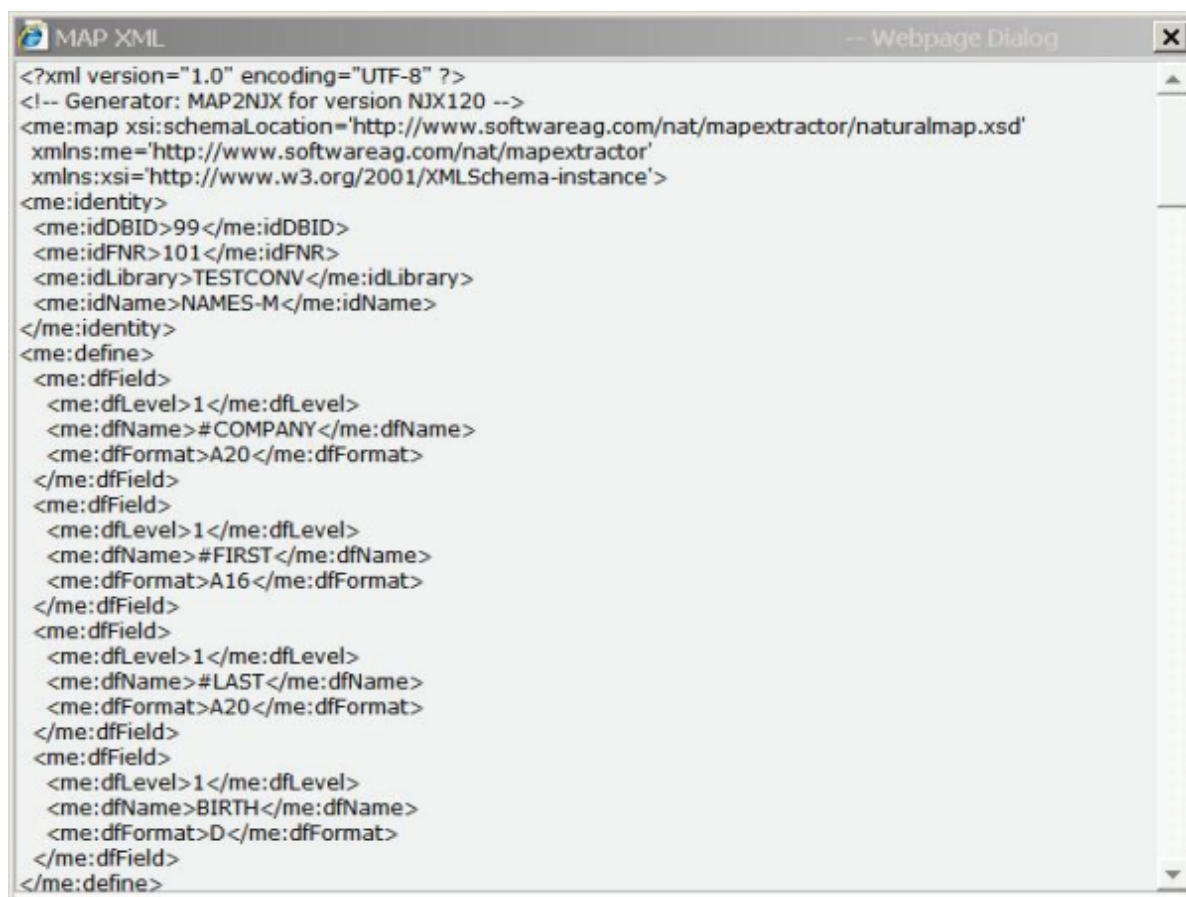 MAP XML -- Webpage Dialog
<?xml version="1.0" encoding="UTF-8" ?>
<!-- Generator: MAP2NJX for version NJX120 -->
<me:map xsi:schemaLocation='http://www.softwareag.com/nat/mapextractor/naturalmap.xsd'
xmlns:me='http://www.softwareag.com/nat/mapextractor'
xmlns:xsi='http://www.w3.org/2001/XMLSchema-instance'>
<me:identity>
<me:idDBID>99</me:idDBID>
<me:idFNR>101</me:idFNR>
<me:idLibrary>TESTCONV</me:idLibrary>
<me:idName>NAMES-M</me:idName>
</me:identity>
<me:define>
<me:dfField>
<me:dfLevel>1</me:dfLevel>
<me:dfName>#COMPANY</me:dfName>
<me:dfFormat>A20</me:dfFormat>
</me:dfField>
<me:dfField>
<me:dfLevel>1</me:dfLevel>
<me:dfName>#FIRST</me:dfName>
<me:dfFormat>A16</me:dfFormat>
</me:dfField>
<me:dfField>
<me:dfLevel>1</me:dfLevel>
<me:dfName>#LAST</me:dfName>
<me:dfFormat>A20</me:dfFormat>
</me:dfField>
<me:dfField>
<me:dfLevel>1</me:dfLevel>
<me:dfName>BIRTH</me:dfName>
<me:dfFormat>D</me:dfFormat>
</me:dfField>
</me:define>